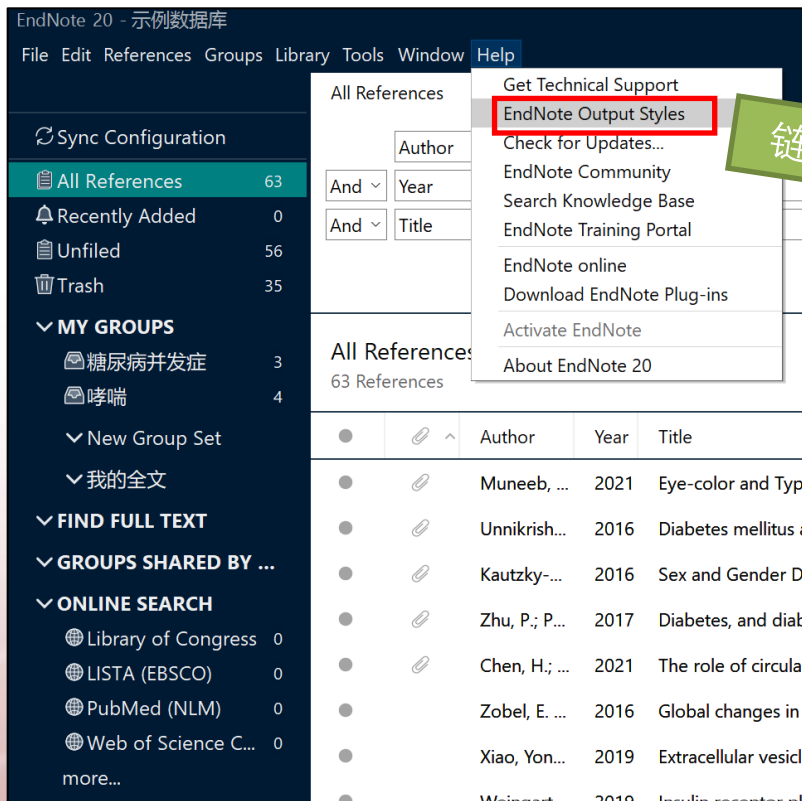 EndNote 20 - 示例数据库
File Edit References Groups Library Tools Window Help
Sync Configuration
All References 63
Recently Added 0
Unfiled 56
Trash 35
MY GROUPS
糖尿病并发症 3
哮喘 4
New Group Set
我的全文
FIND FULL TEXT
GROUPS SHARED BY ...
ONLINE SEARCH
Library of Congress 0
LISTA (EBSCO) 0
PubMed (NLM) 0
Web of Science C... 0
more...
All References
Author
And Year
And Title
Get Technical Support
EndNote Output Styles
Check for Updates...
EndNote Community
Search Knowledge Base
EndNote Training Portal
EndNote online
Download EndNote Plug-ins
Activate EndNote
About EndNote 20
链
All References
63 References
Author Year Title
Muneeb, ... 2021 Eye-color and Typ
Unnikrish... 2016 Diabetes mellitus
Kautzky-... 2016 Sex and Gender D
Zhu, P.; P... 2017 Diabetes, and diab
Chen, H.; ... 2021 The role of circula
Zobel, E. ... 2016 Global changes in
Xiao, Yon... 2019 Extracellular vesicl